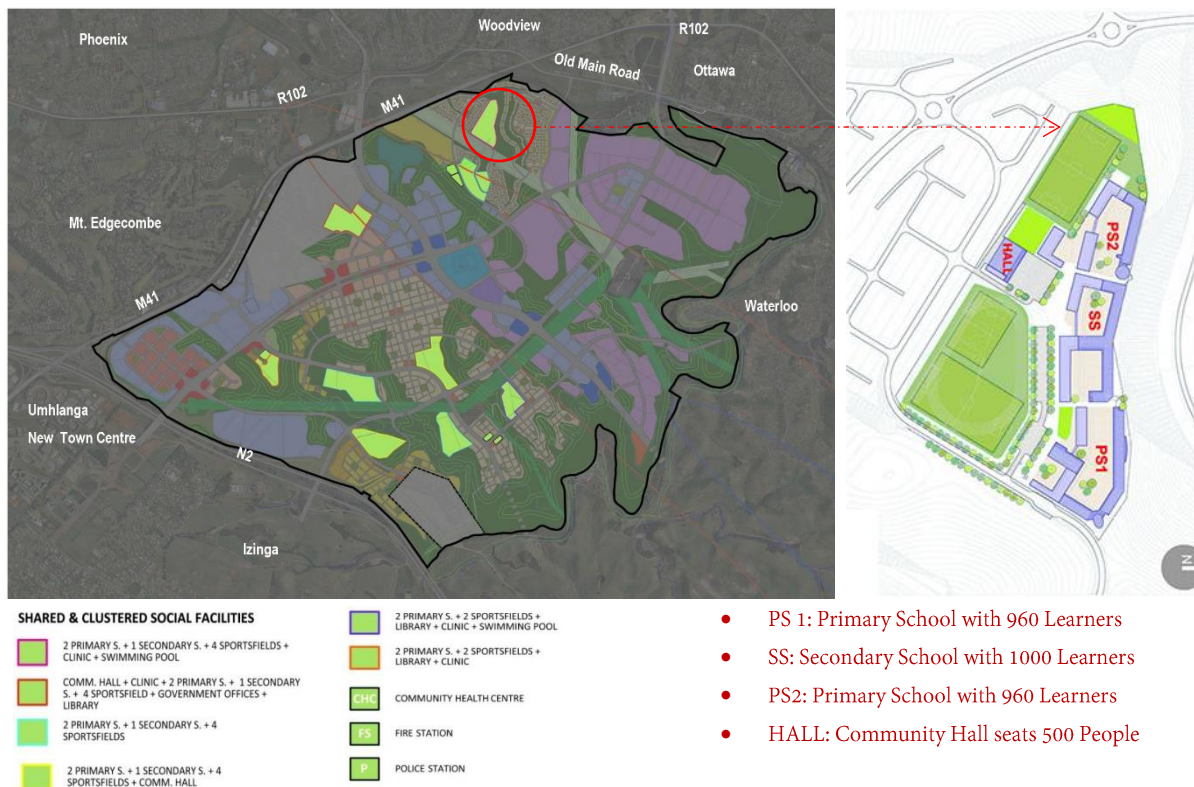 Phoenix
Woodview
R102
Old Main Road
Ottawa
R102
M41
Mt. Edgecombe
M41
Waterloo
Umhlanga
New Town Centre
N2
Izinga
PS2
HALL
SS
PS1
N
SHARED & CLUSTERED SOCIAL FACILITIES
2 PRIMARY S. + 1 SECONDARY S. + 4 SPORTSFIELDS +
CLINIC + SWIMMING POOL
COMM. HALL + CLINIC + 2 PRIMARY S. + 1 SECONDARY
S. + 4 SPORTSFIELD + GOVERNMENT OFFICES +
LIBRARY
2 PRIMARY S. + 1 SECONDARY S. + 4
SPORTSFIELDS
2 PRIMARY S. + 1 SECONDARY S. + 4
SPORTSFIELDS + COMM. HALL
2 PRIMARY S. + 2 SPORTSFIELDS +
LIBRARY + CLINIC + SWIMMING POOL
2 PRIMARY S. + 2 SPORTSFIELDS +
LIBRARY + CLINIC
CHC COMMUNITY HEALTH CENTRE
FS FIRE STATION
P POLICE STATION
• PS 1: Primary School with 960 Learners
• SS: Secondary School with 1000 Learners
• PS2: Primary School with 960 Learners
• HALL: Community Hall seats 500 People